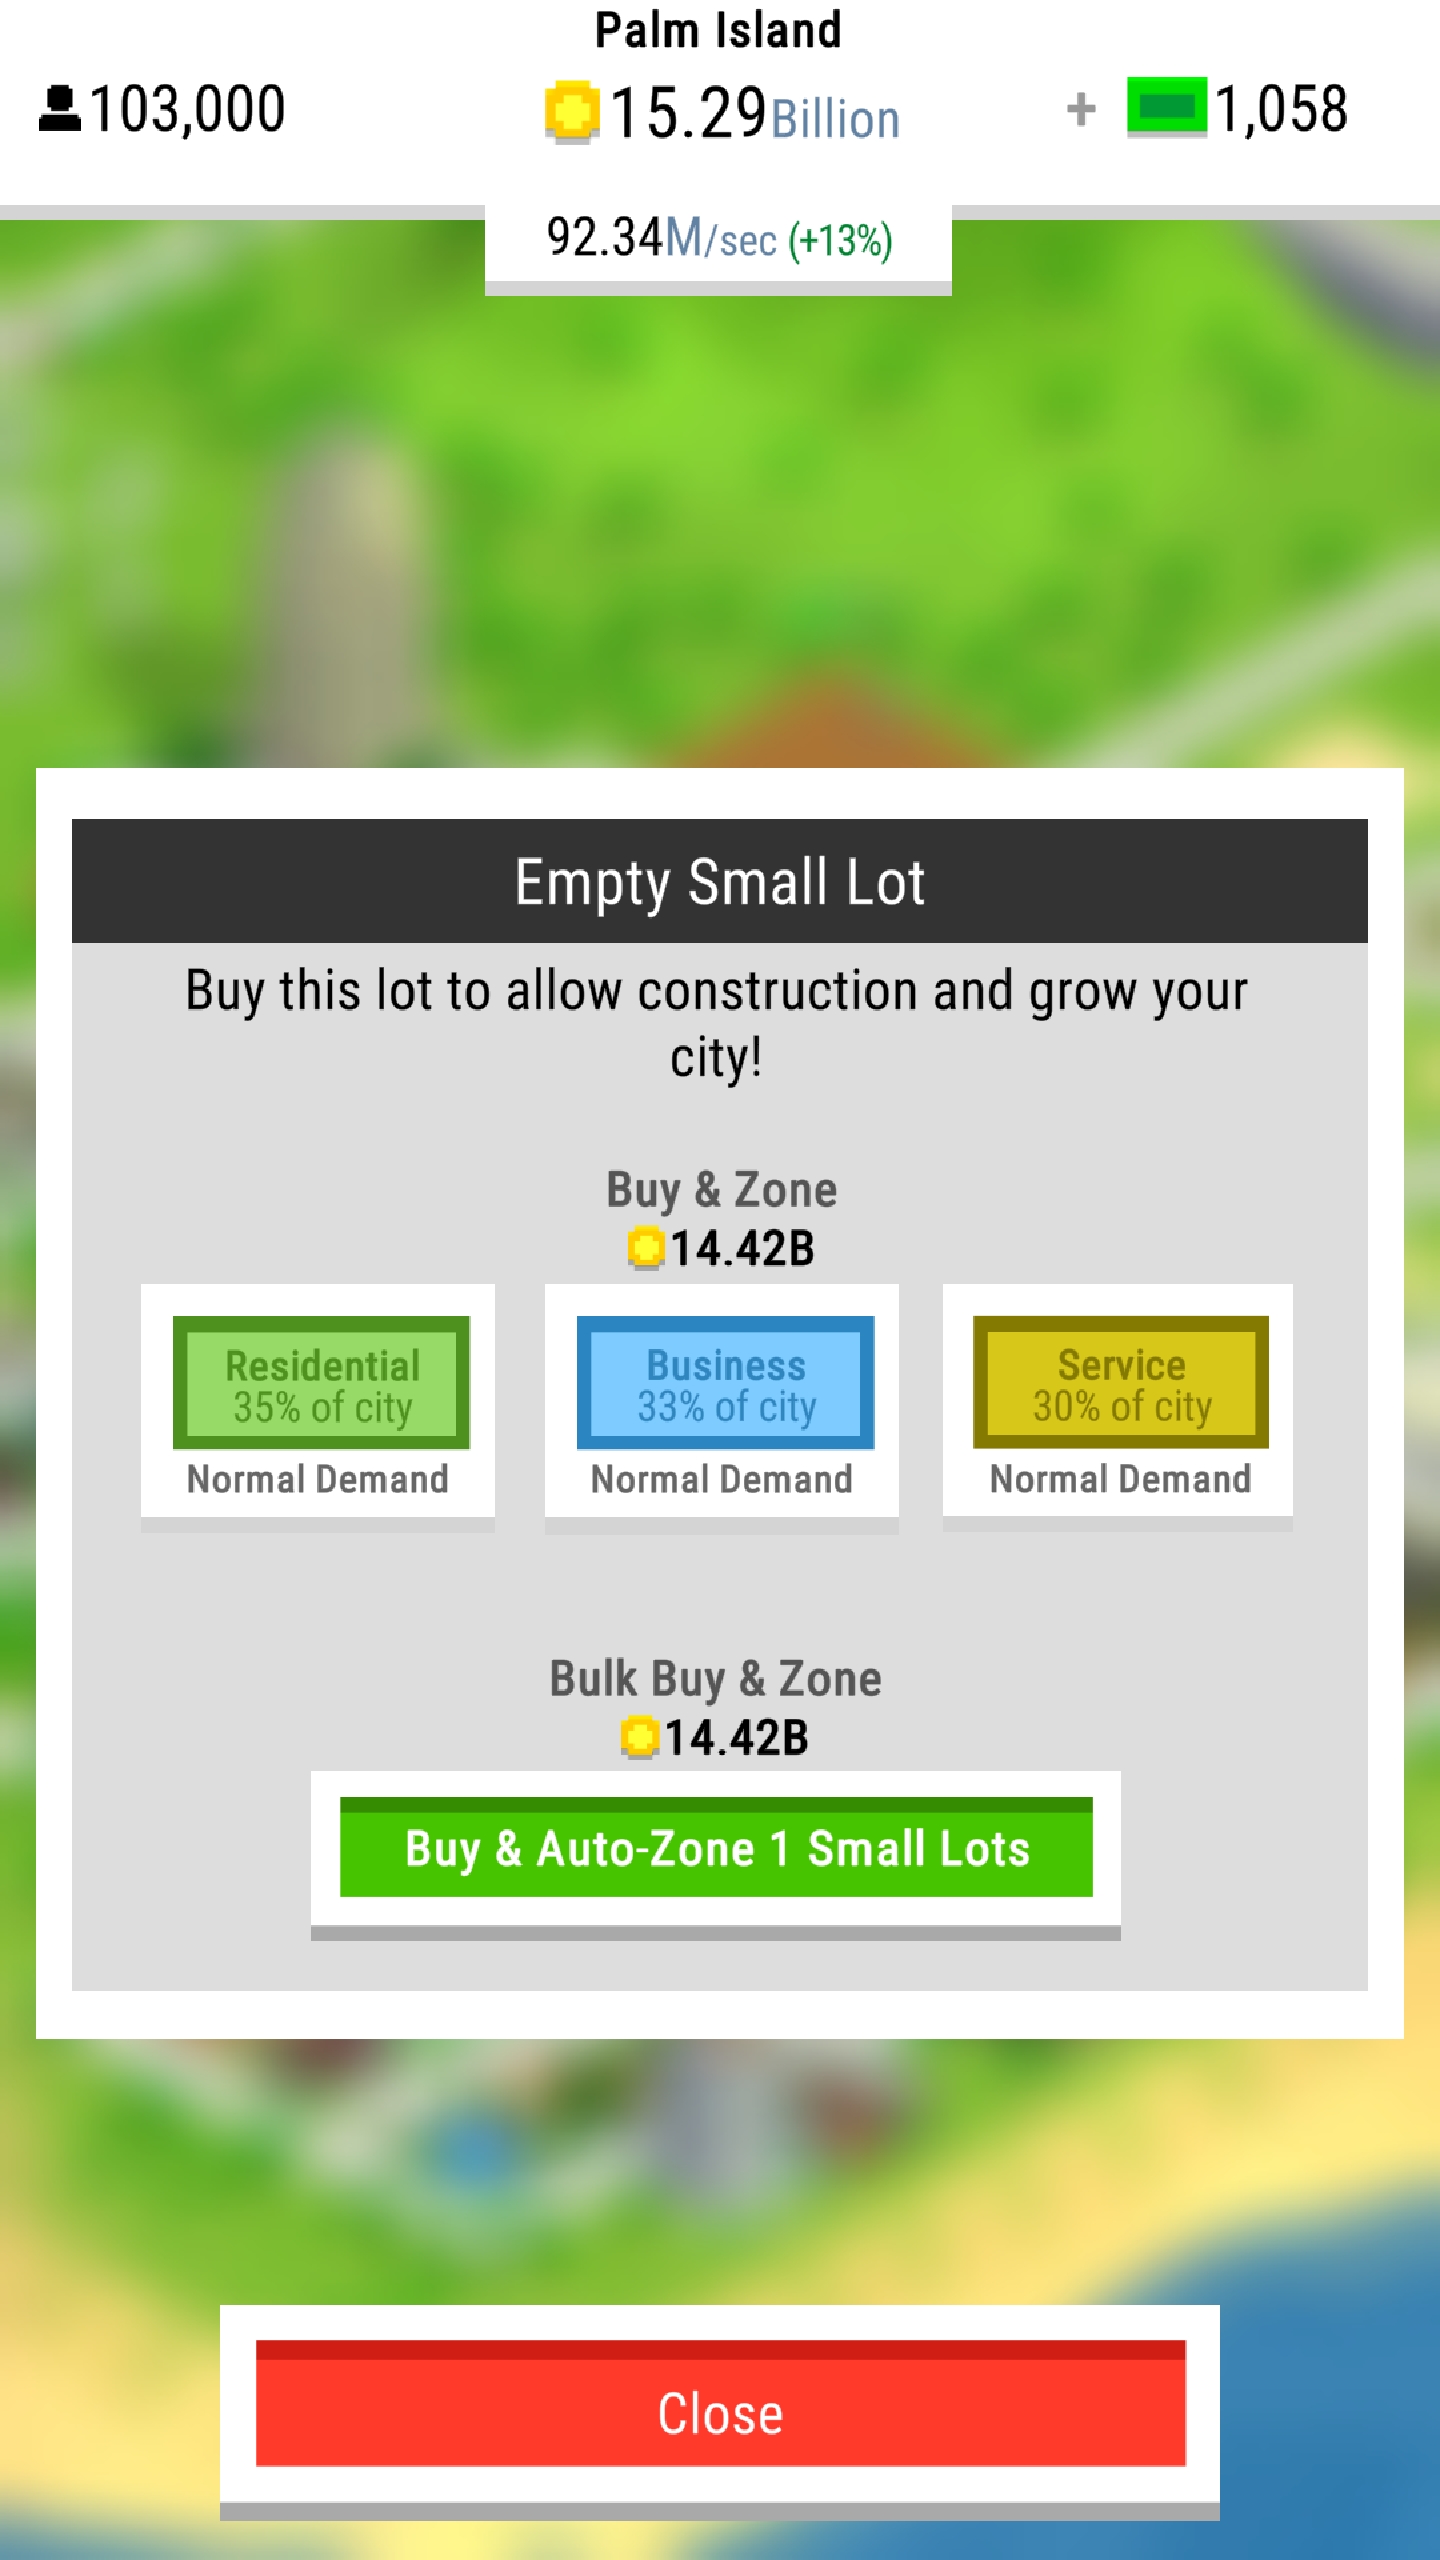 Palm Island
103,000
15.29Billion
+ 1,058
92.34M/sec (+13%)
Empty Small Lot
Buy this lot to allow construction and grow your
city!
Buy & Zone
14.42B
Residential
35% of city
Normal Demand
Business
33% of city
Normal Demand
Service
30% of city
Normal Demand
Bulk Buy & Zone
14.42B
Buy & Auto-Zone 1 Small Lots
Close